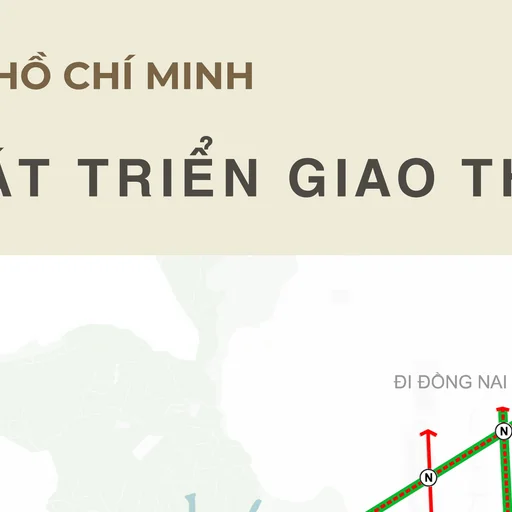 HỒ CHÍ MINH
ÁT TRIỂN GIAO TH
ĐI ĐỒNG NAI
N
N